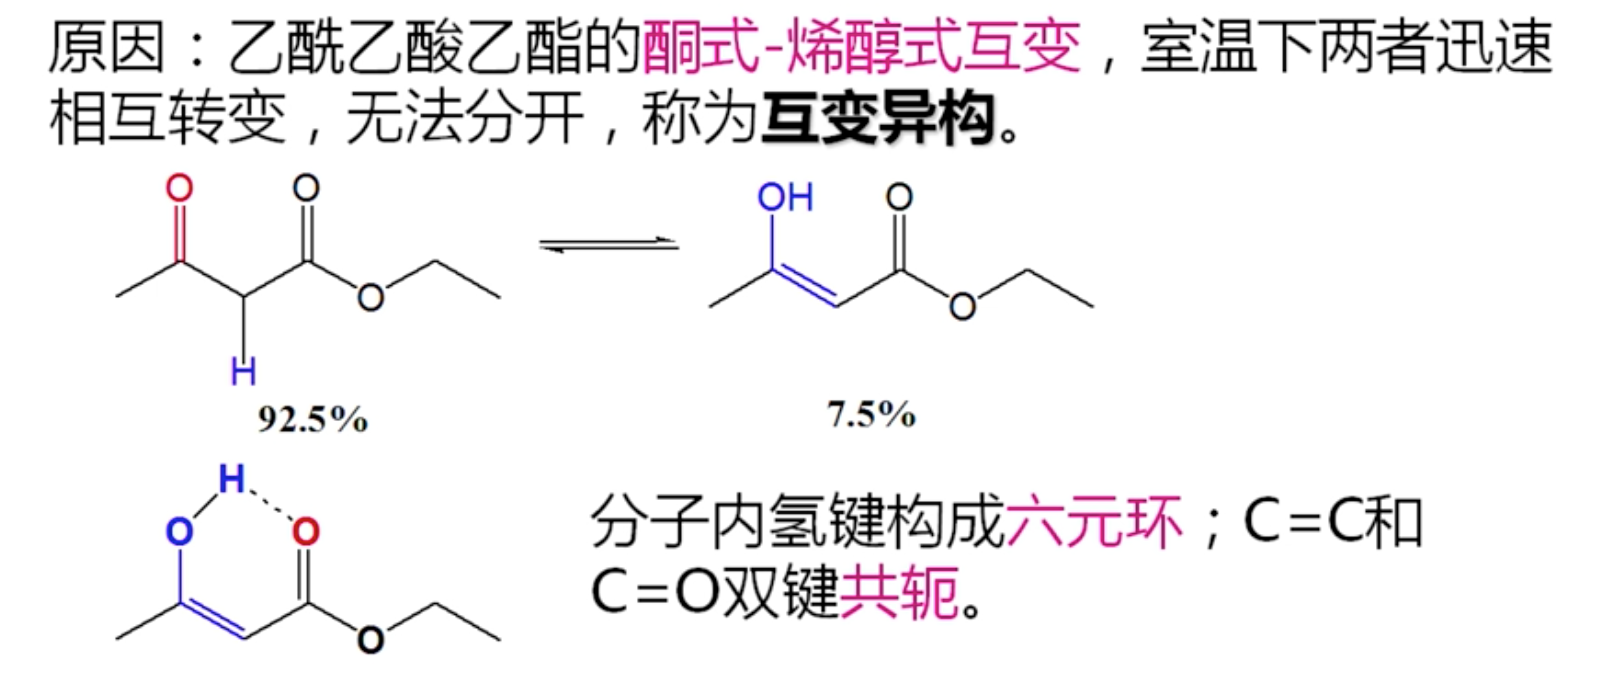 原因：乙酰乙酸乙酯的酮式-烯醇式互变，室温下两者迅速
相互转变，无法分开，称为互变异构。
O O
O
H
92.5%
OH O
O
7.5%
H
O O
O
分子内氢键构成六元环；C=C和
C=O双键共轭。